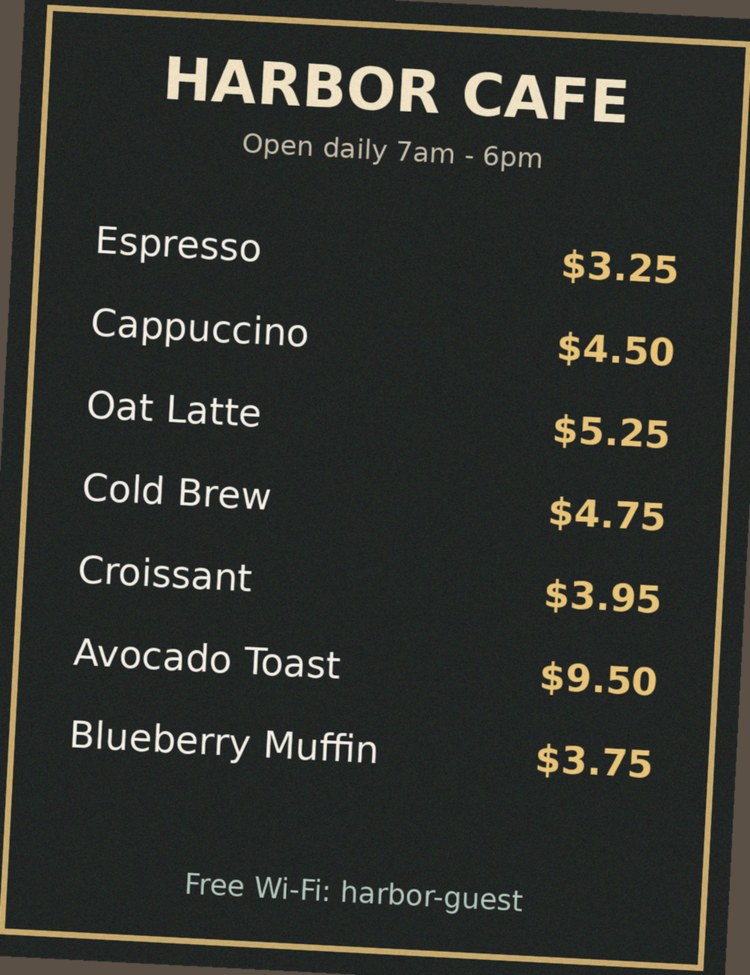 HARBOR CAFE
Open daily 7am - 6pm
Espresso $3.25
Cappuccino $4.50
Oat Latte $5.25
Cold Brew $4.75
Croissant $3.95
Avocado Toast $9.50
Blueberry Muffin $3.75
Free Wi-Fi: harbor-guest